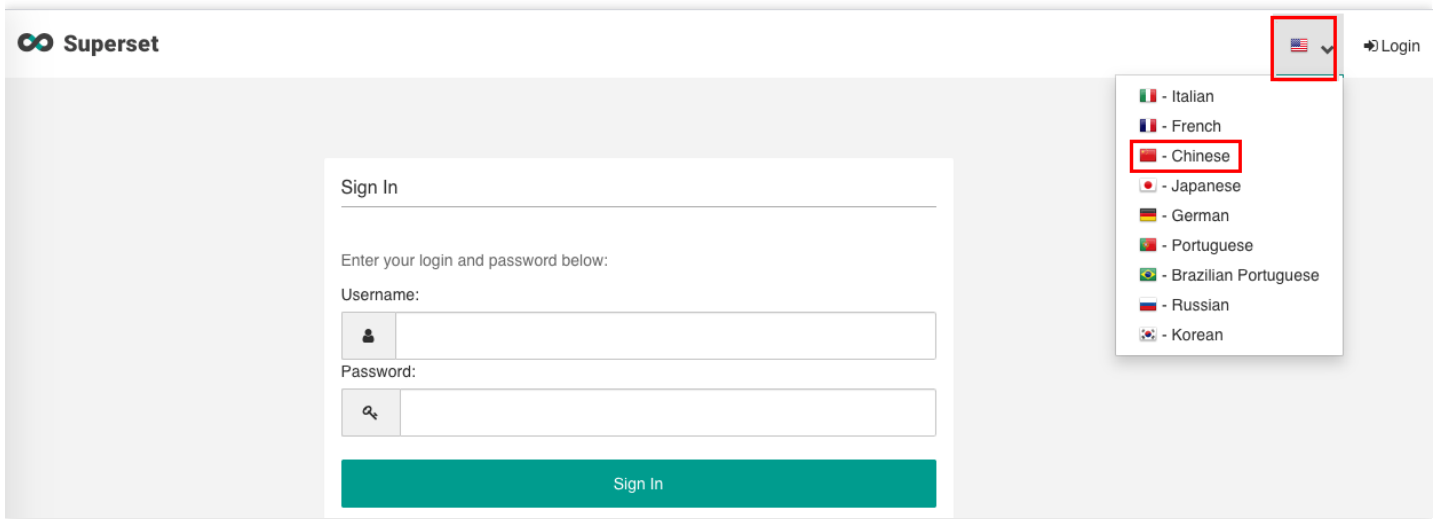 Superset
Login
- Italian
- French
- Chinese
- Japanese
- German
- Portuguese
- Brazilian Portuguese
- Russian
- Korean
Sign In
Enter your login and password below:
Username:
Password:
Sign In